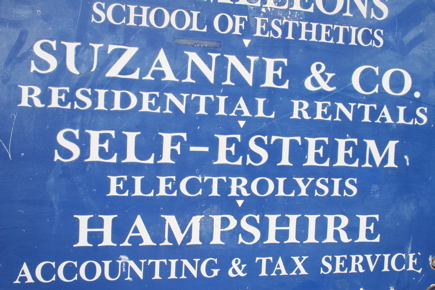 SCHOOL OF ESTHETICS
SUZANNE & CO.
RESIDENTIAL RENTALS
SELF-ESTEEM
ELECTROLYSIS
HAMPSHIRE
ACCOUNTING & TAX SERVICE